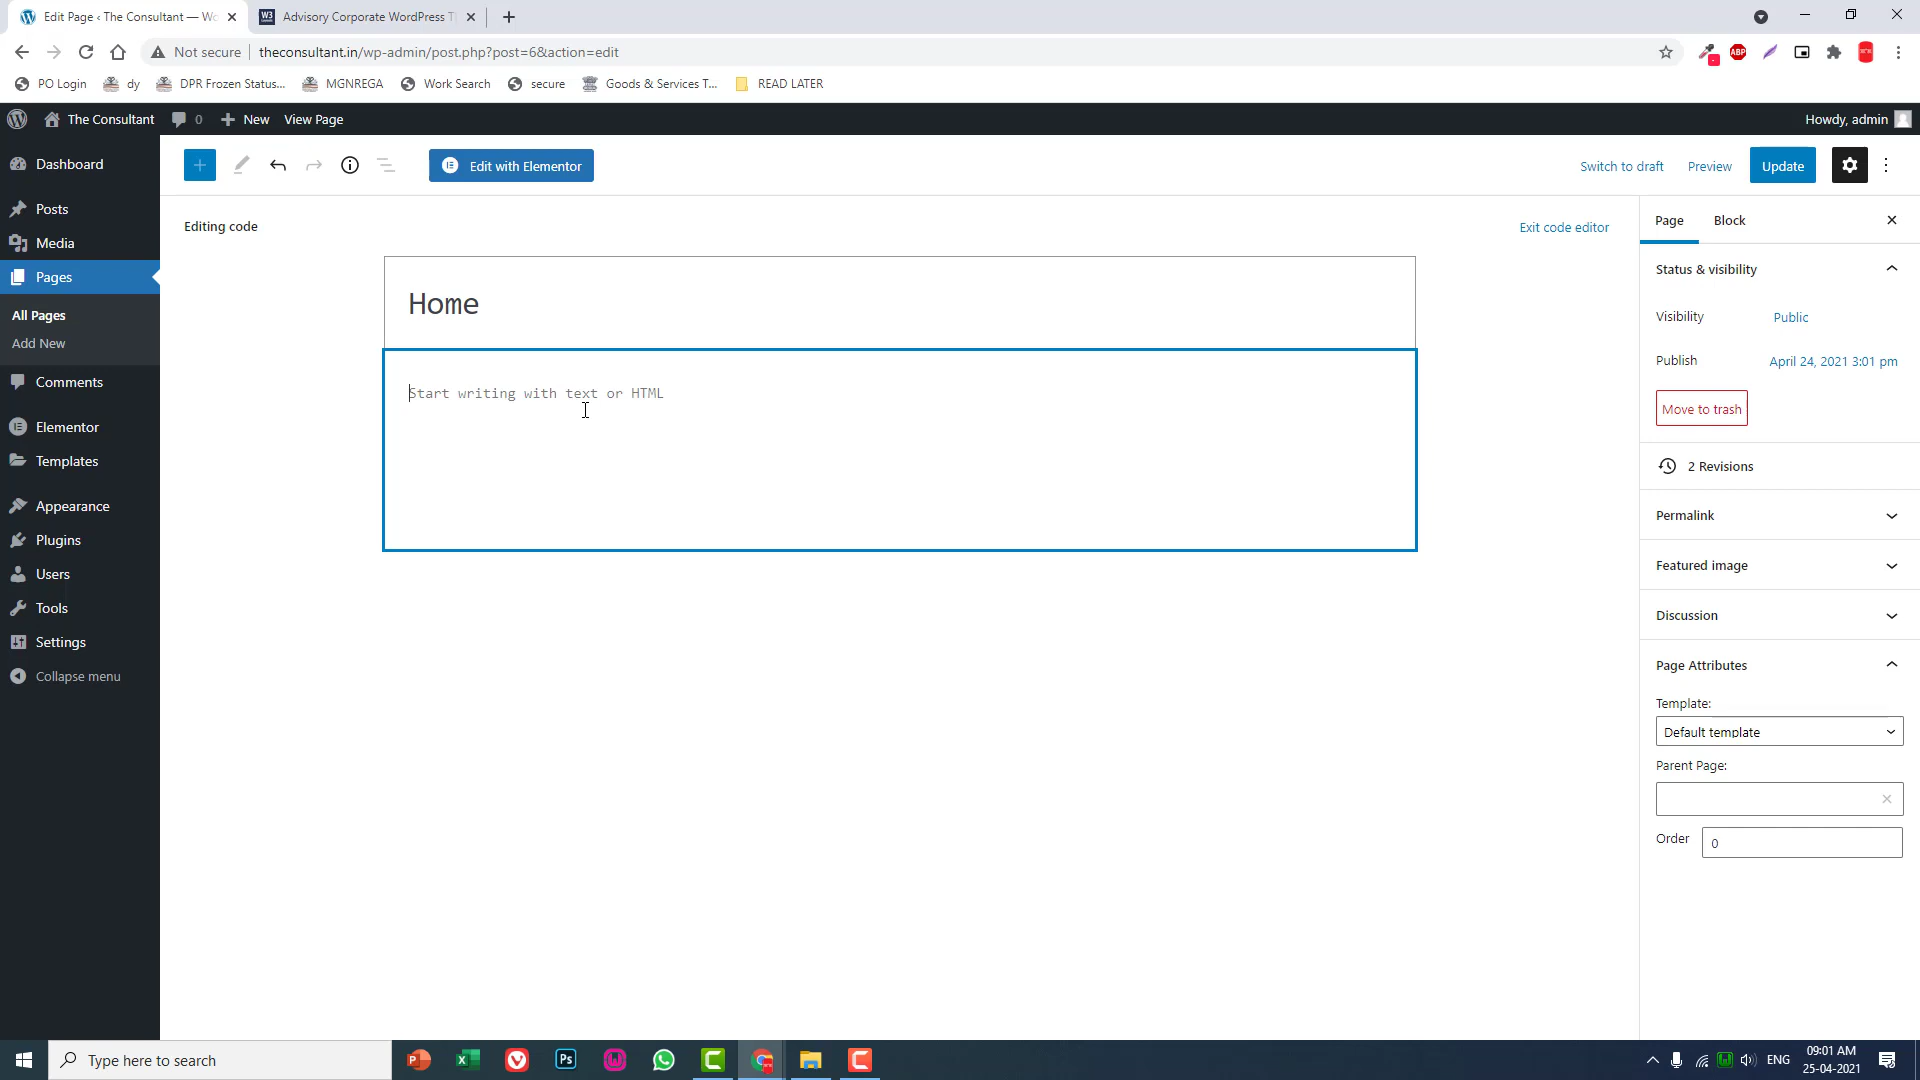 Edit Page ‹ The Consultant — Wo
Advisory Corporate WordPress T
Not secure
theconsultant.in/wp-admin/post.php?post=6&action=edit
ABP
PO Login
dy
DPR Frozen Status...
MGNREGA
Work Search
secure
Goods & Services T...
READ LATER
The Consultant
0
New
View Page
Howdy, admin
Dashboard
Posts
Media
Pages
All Pages
Add New
Comments
Elementor
Templates
Appearance
Plugins
Users
Tools
Settings
Collapse menu
Edit with Elementor
Switch to draft
Preview
Update
Editing code
Exit code editor
Home
Start writing with text or HTML
Page
Block
Status & visibility
Visibility
Public
Publish
April 24, 2021 3:01 pm
Move to trash
2 Revisions
Permalink
Featured image
Discussion
Page Attributes
Template:
Default template
Parent Page:
Order
0
Type here to search
Ps
ENG
09:01 AM
25-04-2021